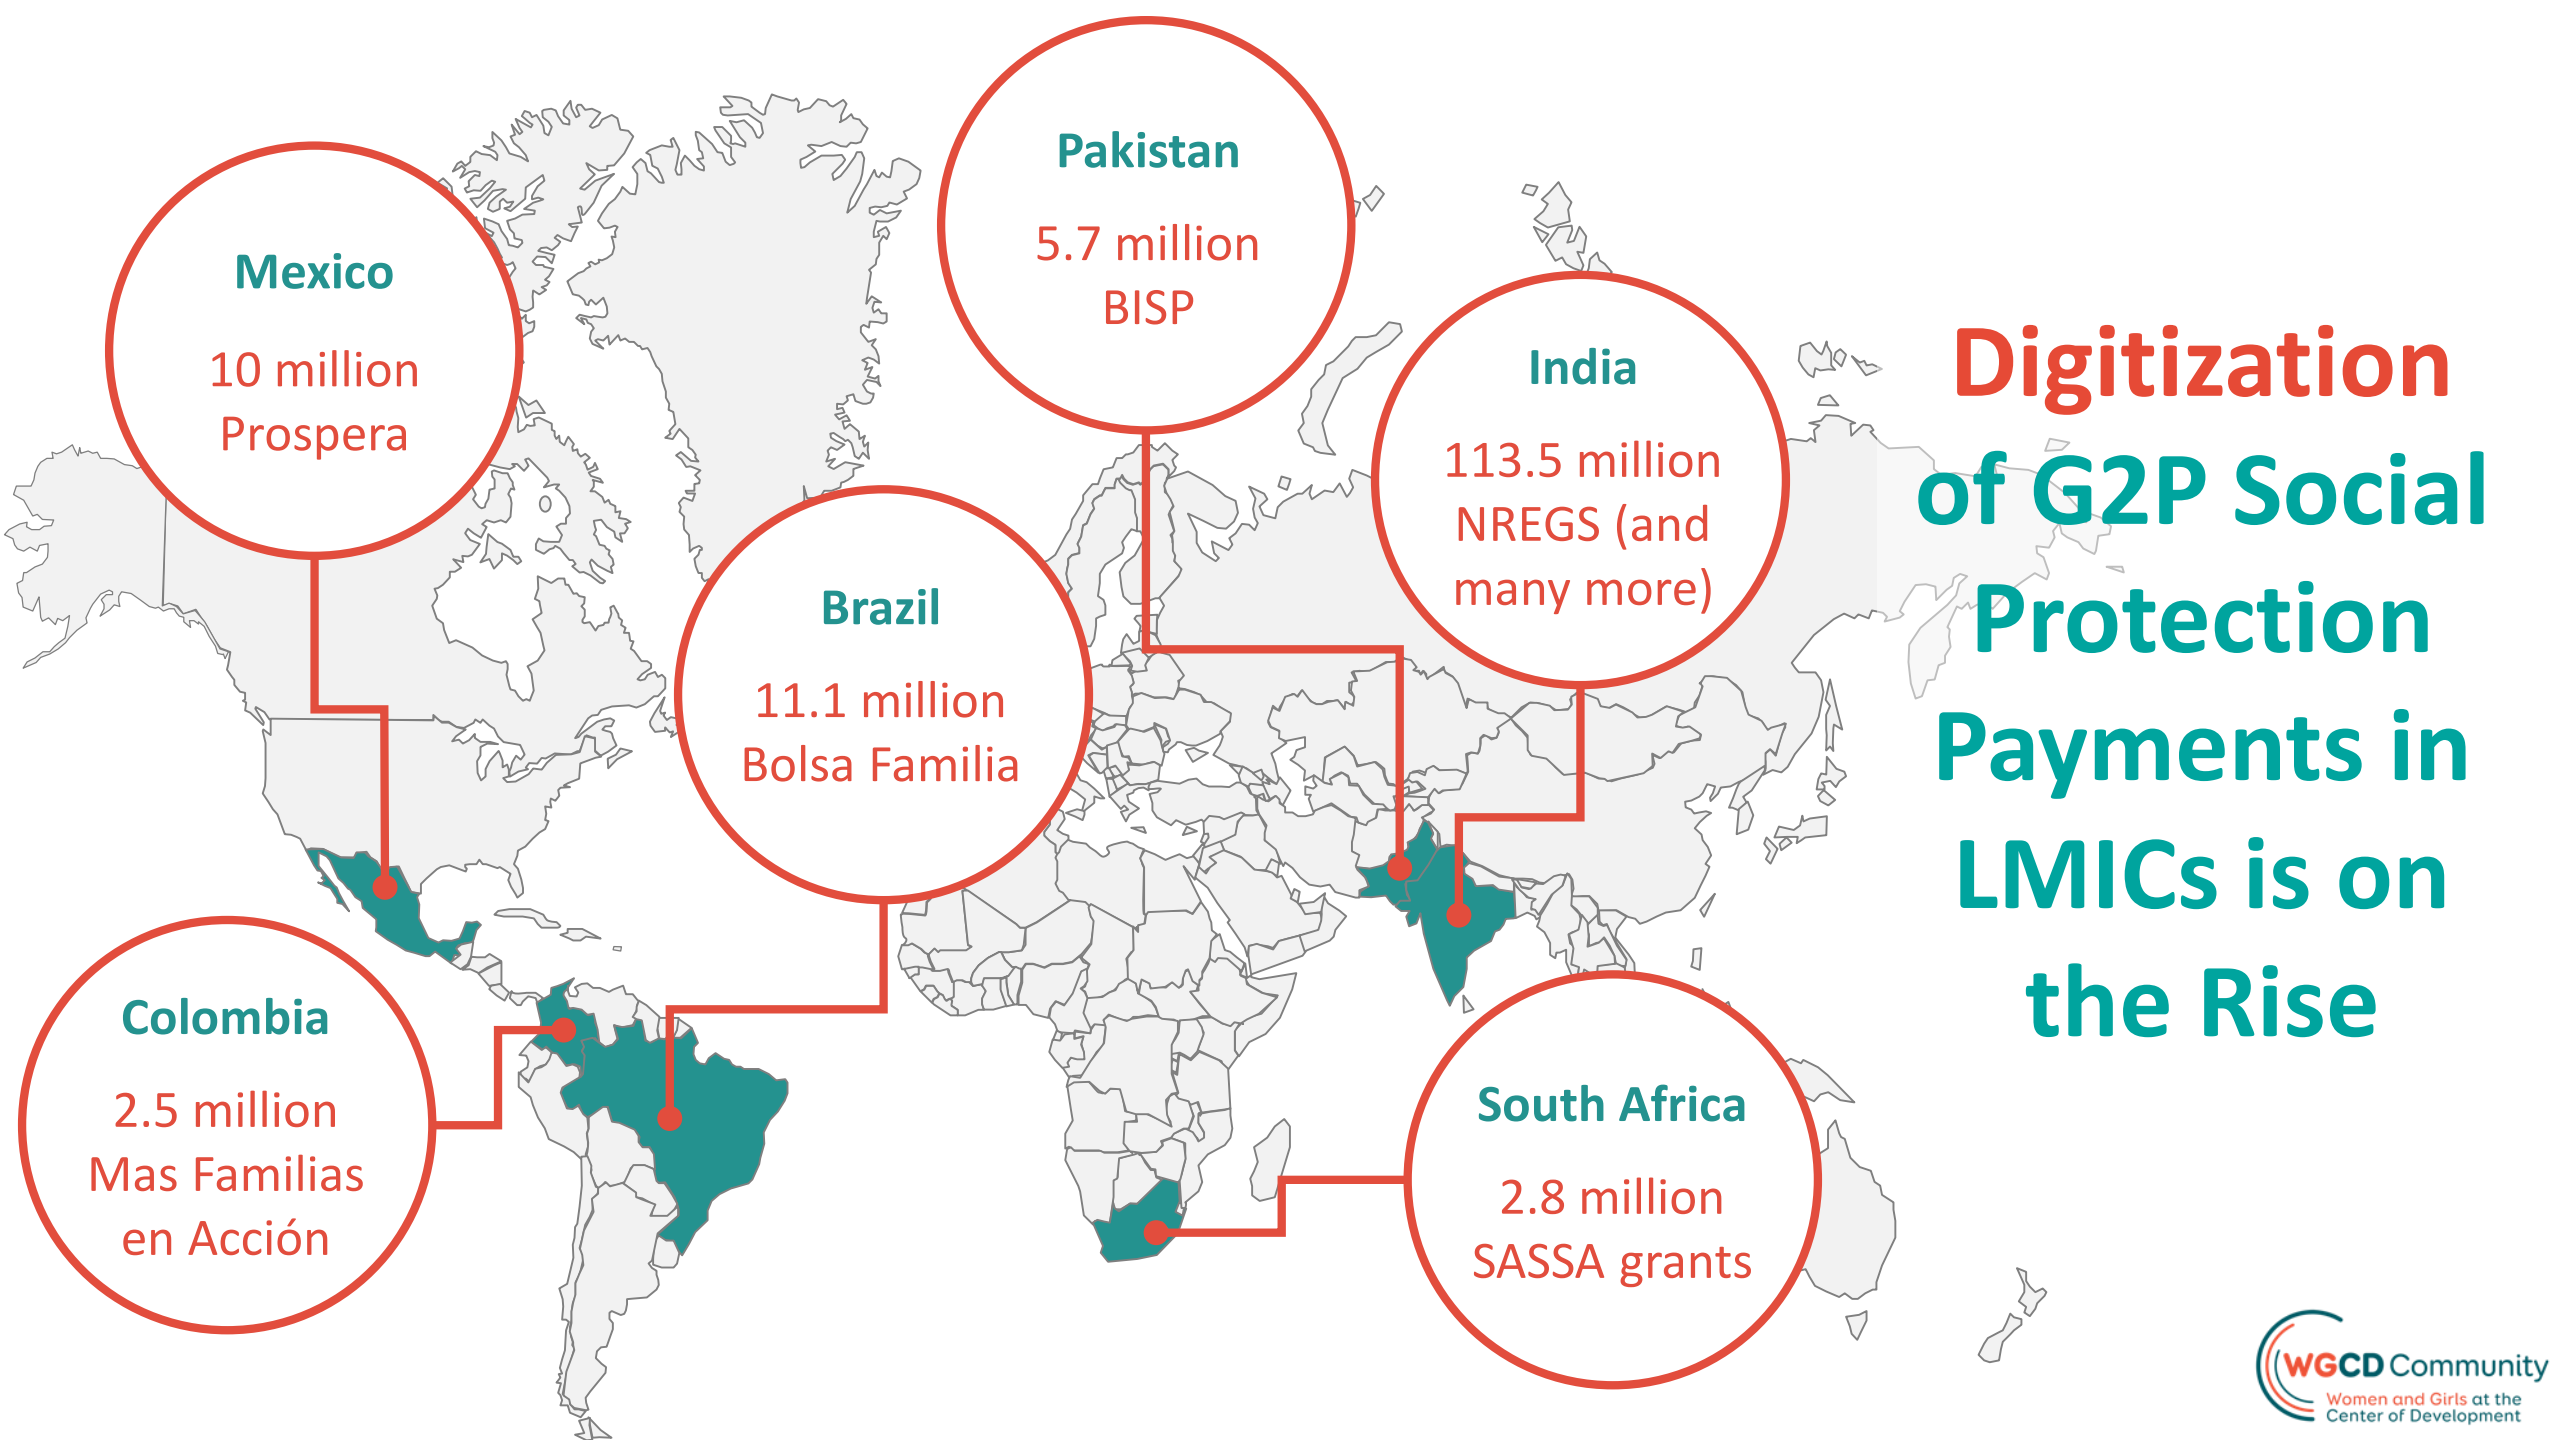 Pakistan
5.7 million
BISP
Mexico
10 million
Prospera
India
113.5 million
NREGS (and
many more)
Brazil
11.1 million
Bolsa Familia
Colombia
2.5 million
Mas Familias
en Acción
South Africa
2.8 million
SASSA grants
Digitization
of G2P Social
Protection
Payments in
LMICs is on
the Rise
WGCD Community
Women and Girls at the
Center of Development